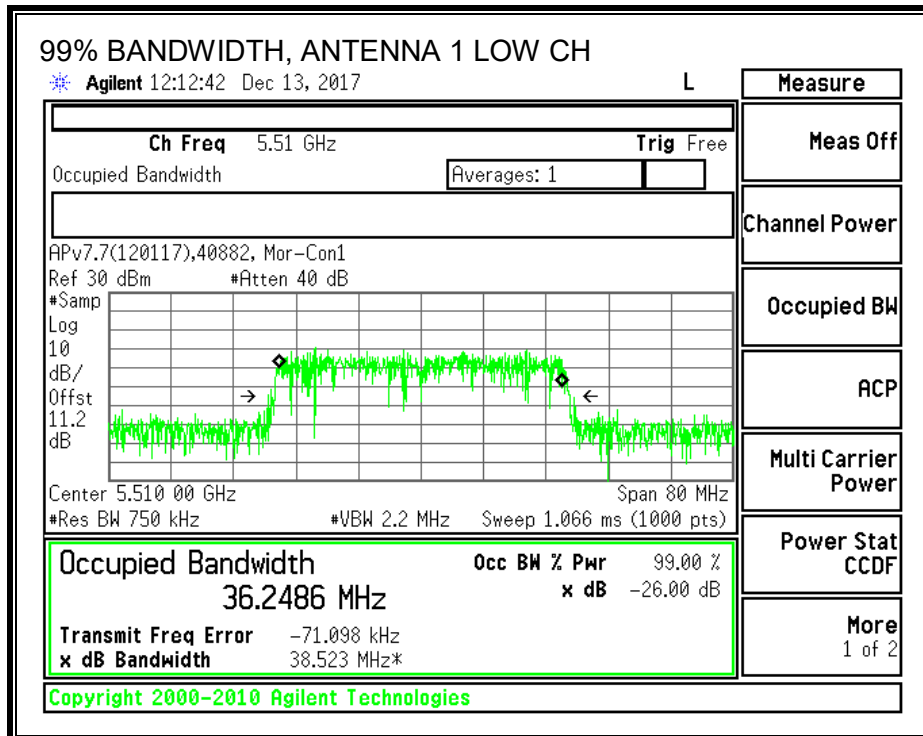 99% BANDWIDTH, ANTENNA 1 LOW CH
Agilent 12:12:42 Dec 13, 2017 L
Ch Freq 5.51 GHz Trig Free
Occupied Bandwidth Averages: 1
APv7.7(120117),40882, Mor-Con1
Ref 30 dBm #Atten 40 dB
#Samp
Log
10
dB/
Offst
11.2
dB
Center 5.510 00 GHz Span 80 MHz
#Res BW 750 kHz #VBW 2.2 MHz Sweep 1.066 ms (1000 pts)
Occupied Bandwidth Occ BW % Pwr 99.00 %
36.2486 MHz x dB -26.00 dB
Transmit Freq Error -71.098 kHz
x dB Bandwidth 38.523 MHz*
Copyright 2000-2010 Agilent Technologies
Measure
Meas Off
Channel Power
Occupied BW
ACP
Multi Carrier
Power
Power Stat
CCDF
More
1 of 2